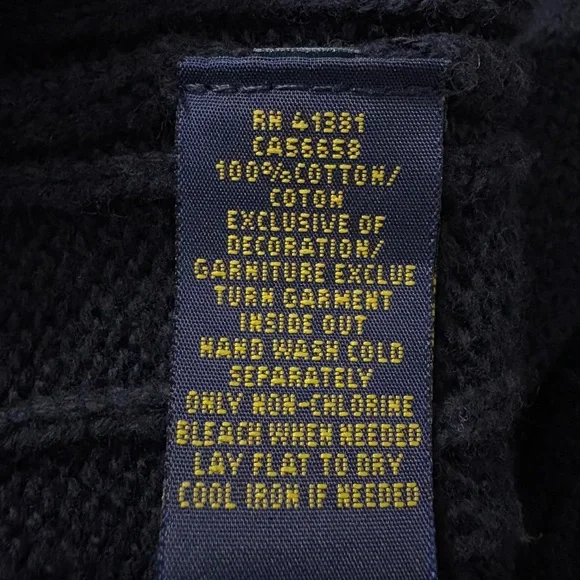 RN 41381
CA56658
100%COTTON/
COTON
EXCLUSIVE OF
DECORATION/
GARNITURE EXCLUE
TURN GARMENT
INSIDE OUT
HAND WASH COLD
SEPARATELY
ONLY NON-CHLORINE
BLEACH WHEN NEEDED
LAY FLAT TO DRY
COOL IRON IF NEEDED